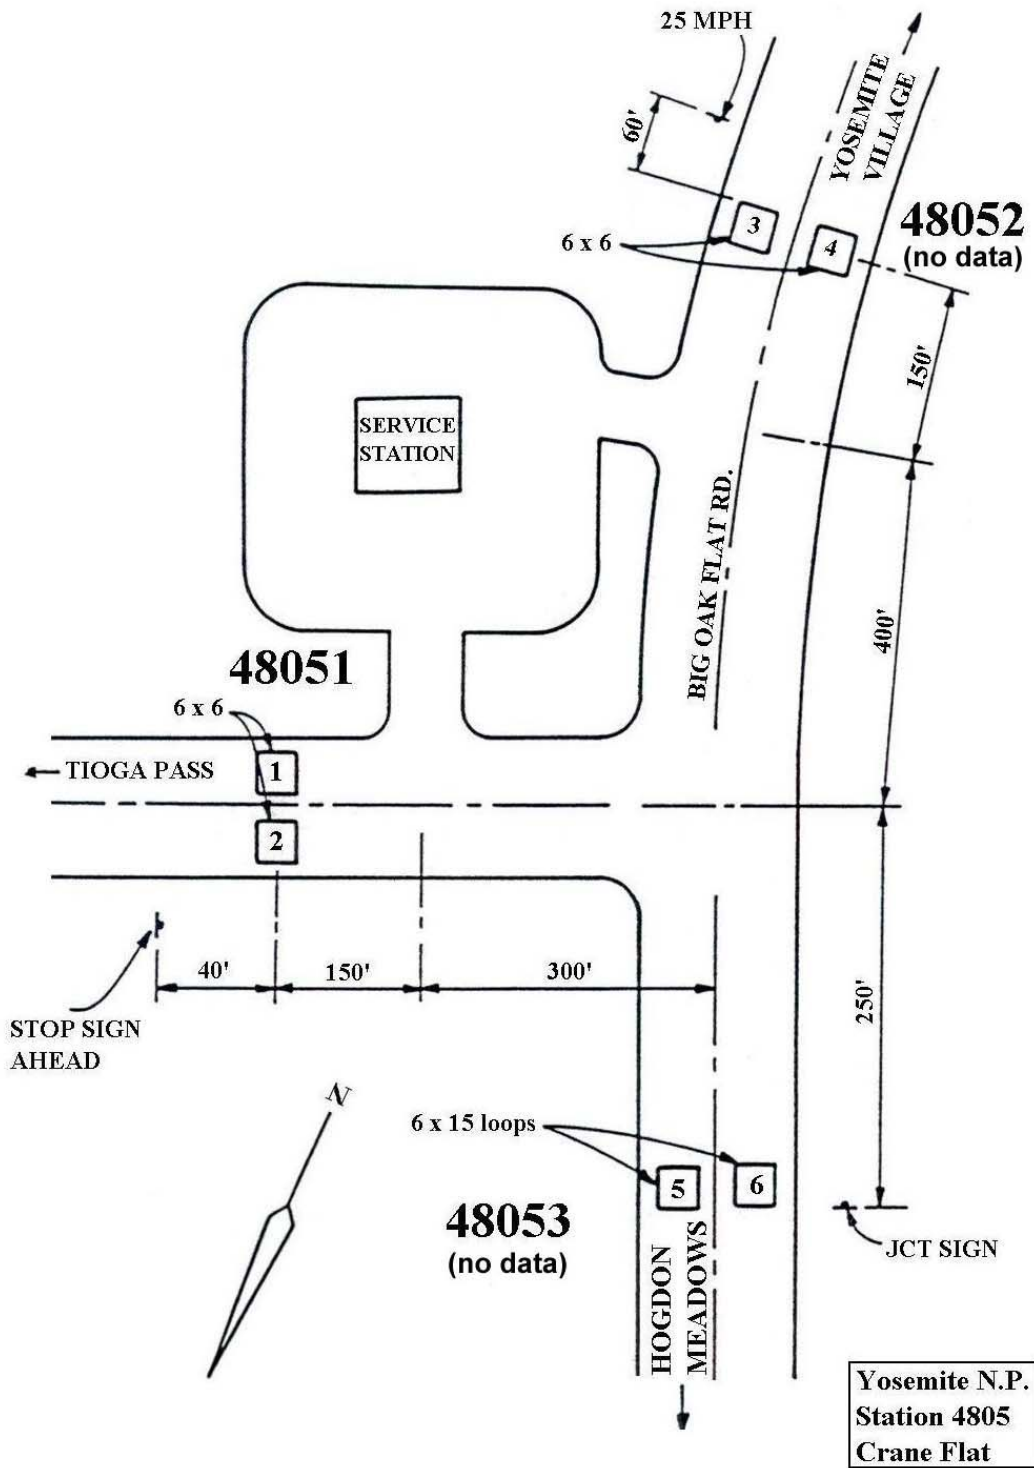 25 MPH
60'
YOSEMITE
VILLAGE
3
4
6 x 6
48052
(no data)
150'
SERVICE
STATION
BIG OAK FLAT RD.
400'
48051
6 x 6
TIOGA PASS
1
2
40'
150'
300'
250'
STOP SIGN
AHEAD
N
6 x 15 loops
5
6
48053
(no data)
HOGDON
MEADOWS
JCT SIGN
Yosemite N.P.
Station 4805
Crane Flat